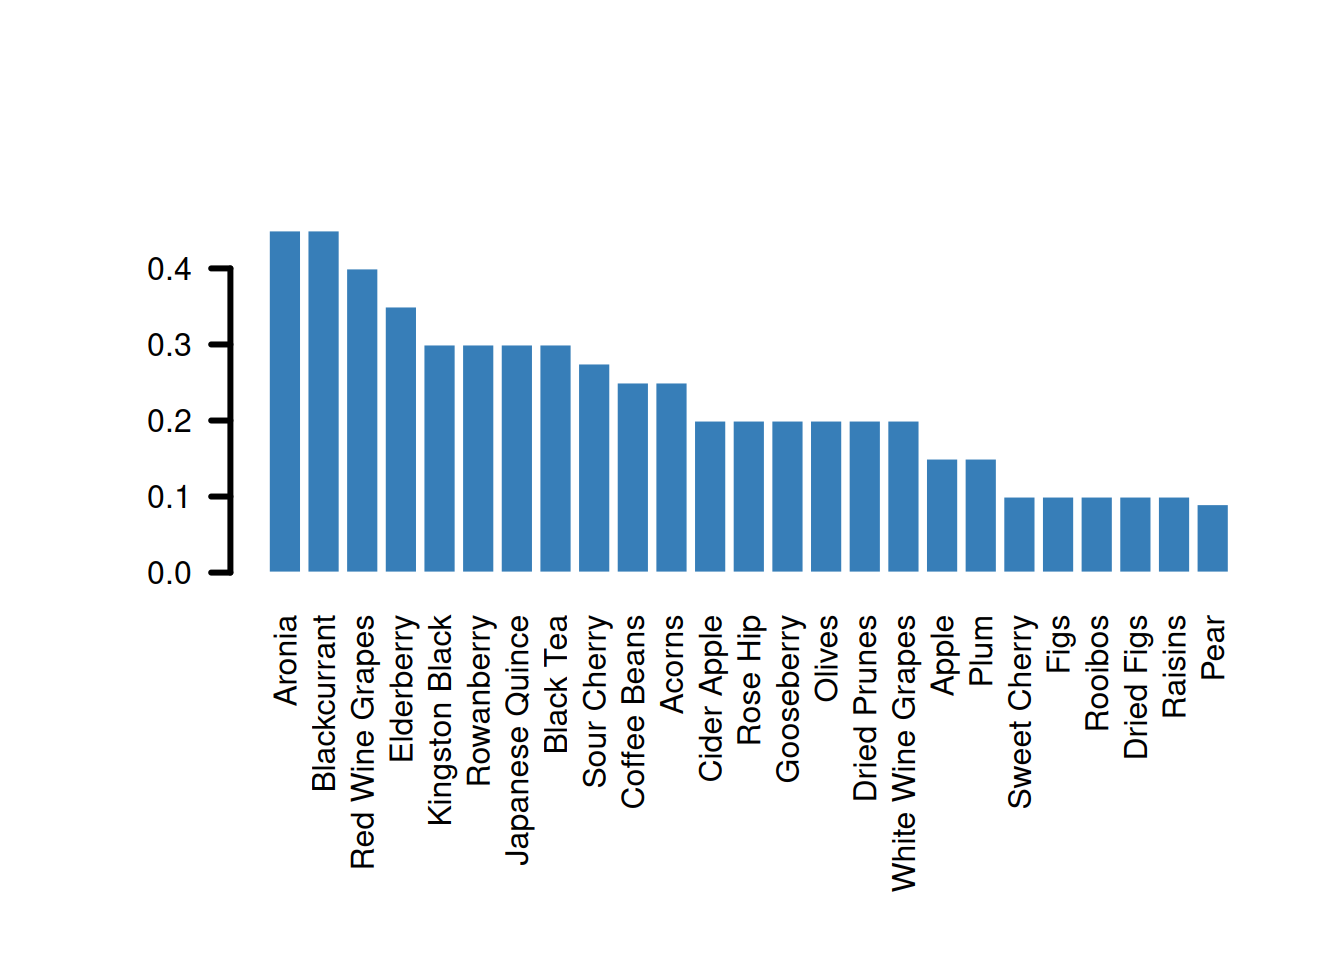 0.4
0.3
0.2
0.1
0.0
Aronia
Blackcurrant
Red Wine Grapes
Elderberry
Kingston Black
Rowanberry
Japanese Quince
Black Tea
Sour Cherry
Coffee Beans
Acorns
Cider Apple
Rose Hip
Gooseberry
Olives
Dried Prunes
White Wine Grapes
Apple
Plum
Sweet Cherry
Figs
Rooibos
Dried Figs
Raisins
Pear